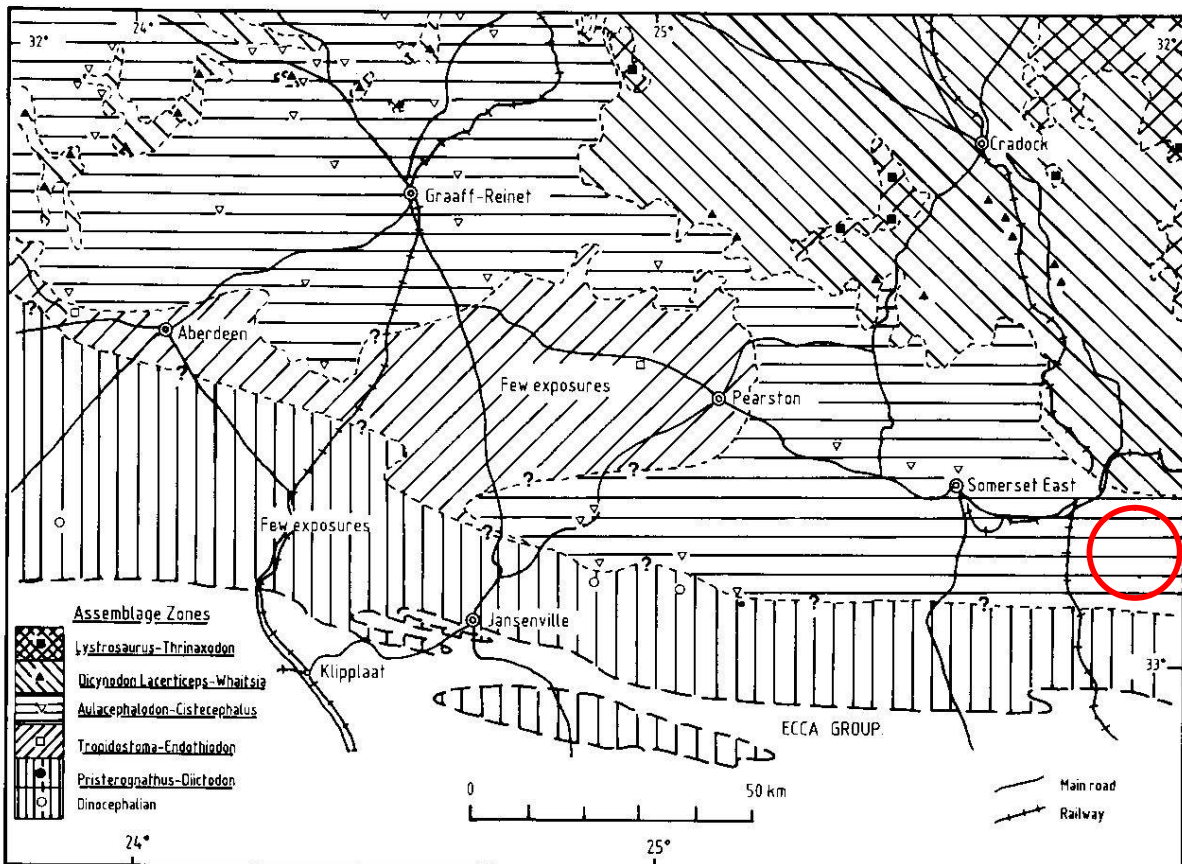 24°
25°
32°
32°
Cradock
Graaff-Reinet
?
Aberdeen
?
?
Few exposures
Pearston
?
?
Somerset East
Few exposures
?
?
?
?
Assemblage Zones
Jansenville
Lystrosaurus-Thrinaxodon
Klipplaat
33°
Dicynodon Lacerticeps-Whaitsia
Aulacephalodon-Cistecephalus
ECCA GROUP.
Tropidostoma-Endothiodon
Pristerognathus-Diictodon
0 50 km
Main road
Dinocephalian
Railway
24°
25°